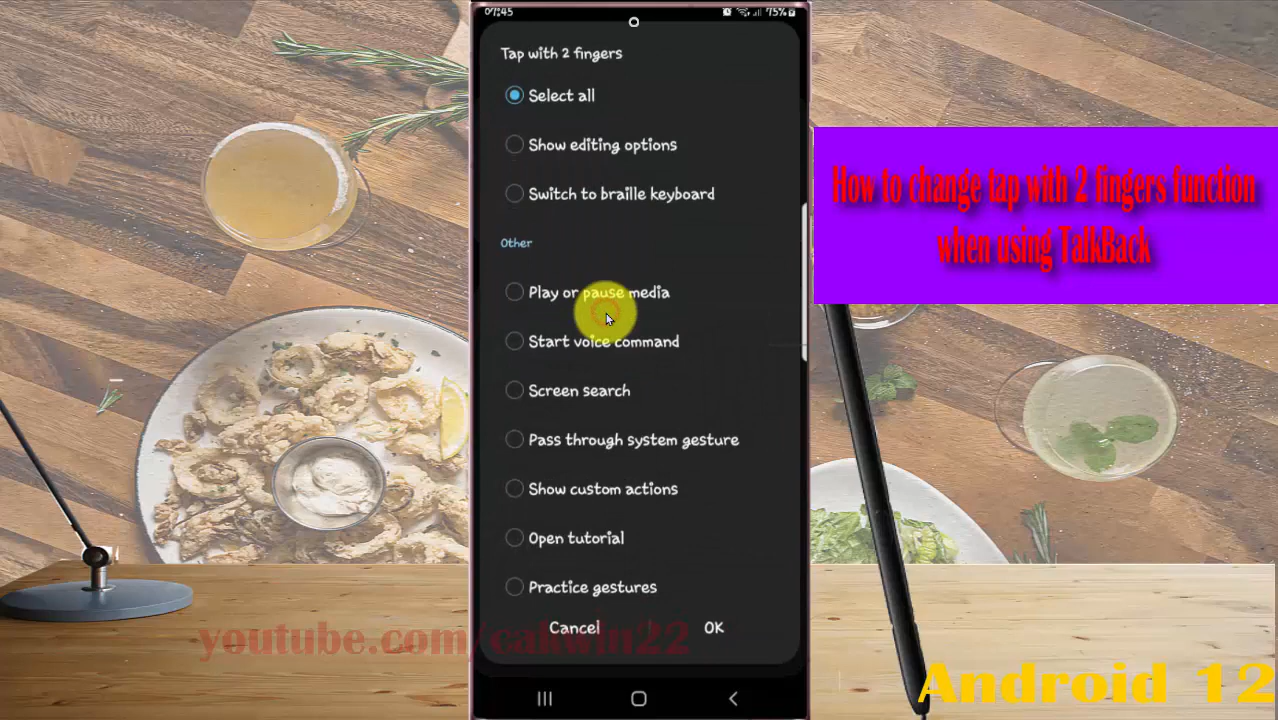 07:45
75%
Tap with 2 fingers
Select all
Show editing options
Switch to braille keyboard
Other
Play or pause media
Start voice command
Screen search
Pass through system gesture
Show custom actions
Open tutorial
Practice gestures
Cancel OK
How to change tap with 2 fingers function
when using TalkBack
youtube.com/cakwin22
Android 12